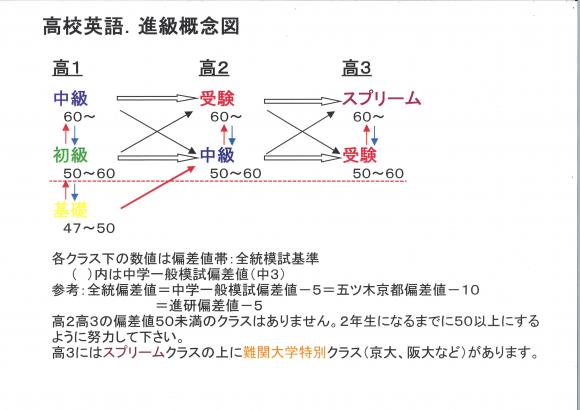 高校英語．進級概念図
高１ 高２ 高３
中級 受験 スプリーム
60～ 60～ 60～
初級 中級 受験
50～60 50～60 50～60
基礎
47～50
各クラス下の数値は偏差値帯：全統模試基準
（　）内は中学一般模試偏差値（中３）
参考：全統偏差値＝中学一般模試偏差値－5＝五ツ木京都偏差値－10
＝進研偏差値－5
高２高３の偏差値50未満のクラスはありません。２年生になるまでに50以上にする
ように努力して下さい。
高３にはスプリームクラスの上に難関大学特別クラス（京大、阪大など）があります。